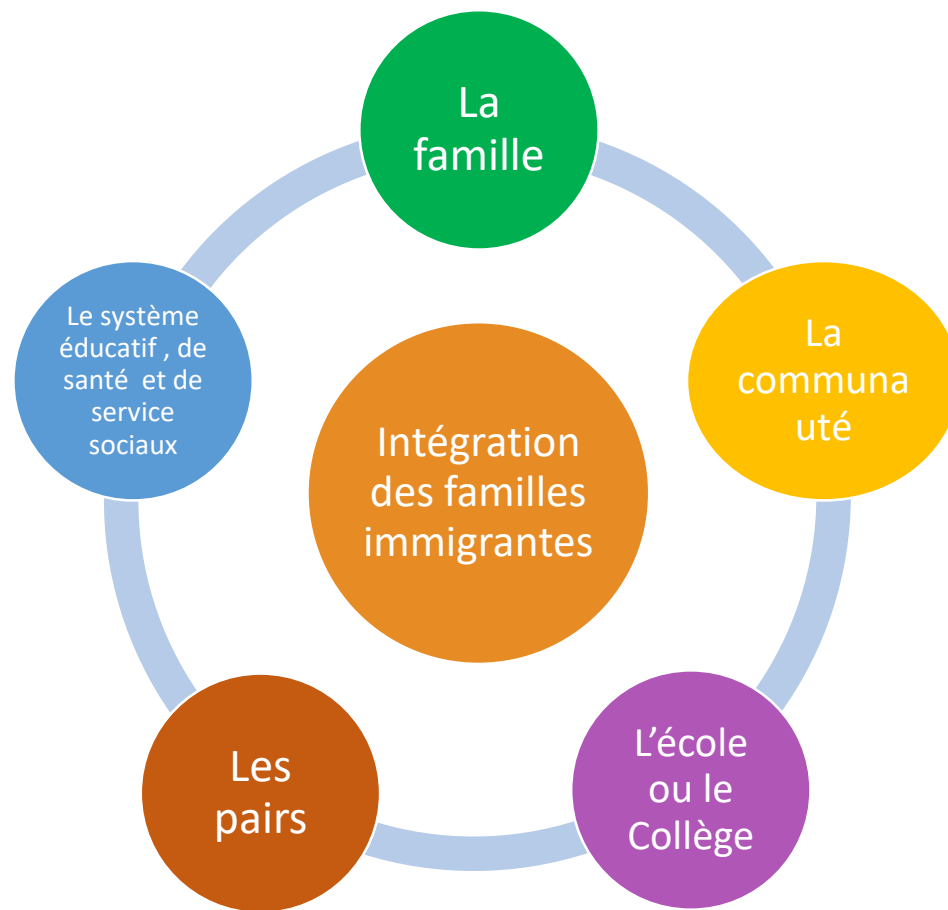 La
famille
La
communa
uté
L’école
ou le
Collège
Les
pairs
Le système
éducatif , de
santé  et de
service
sociaux
Intégration
des familles
immigrantes